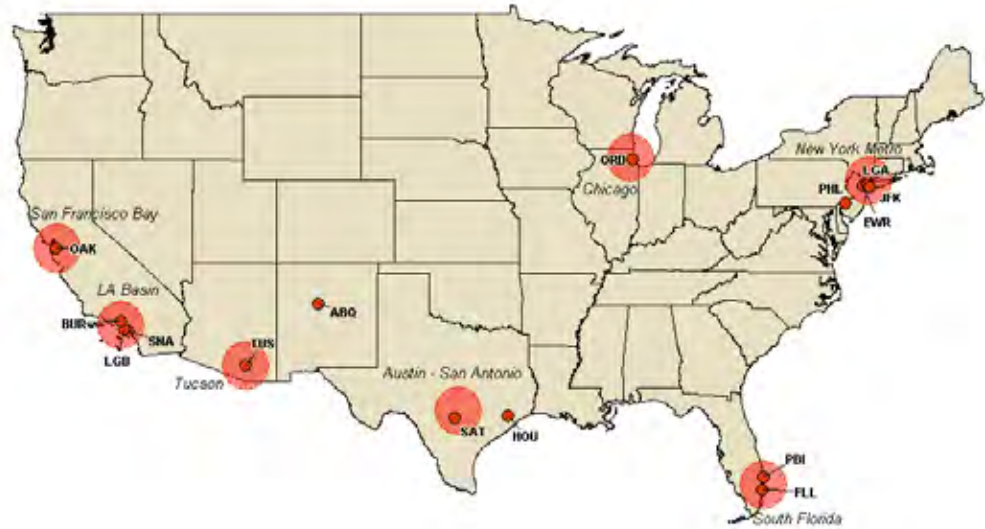 ORD
Chicago
New York Metro
LGA
PHL
JFK
EWR
San Francisco Bay
OAK
LA Basin
BUR
SNA
LGB
ABQ
TUS
Tucson
Austin - San Antonio
SAT
HOU
PBI
FLL
South Florida